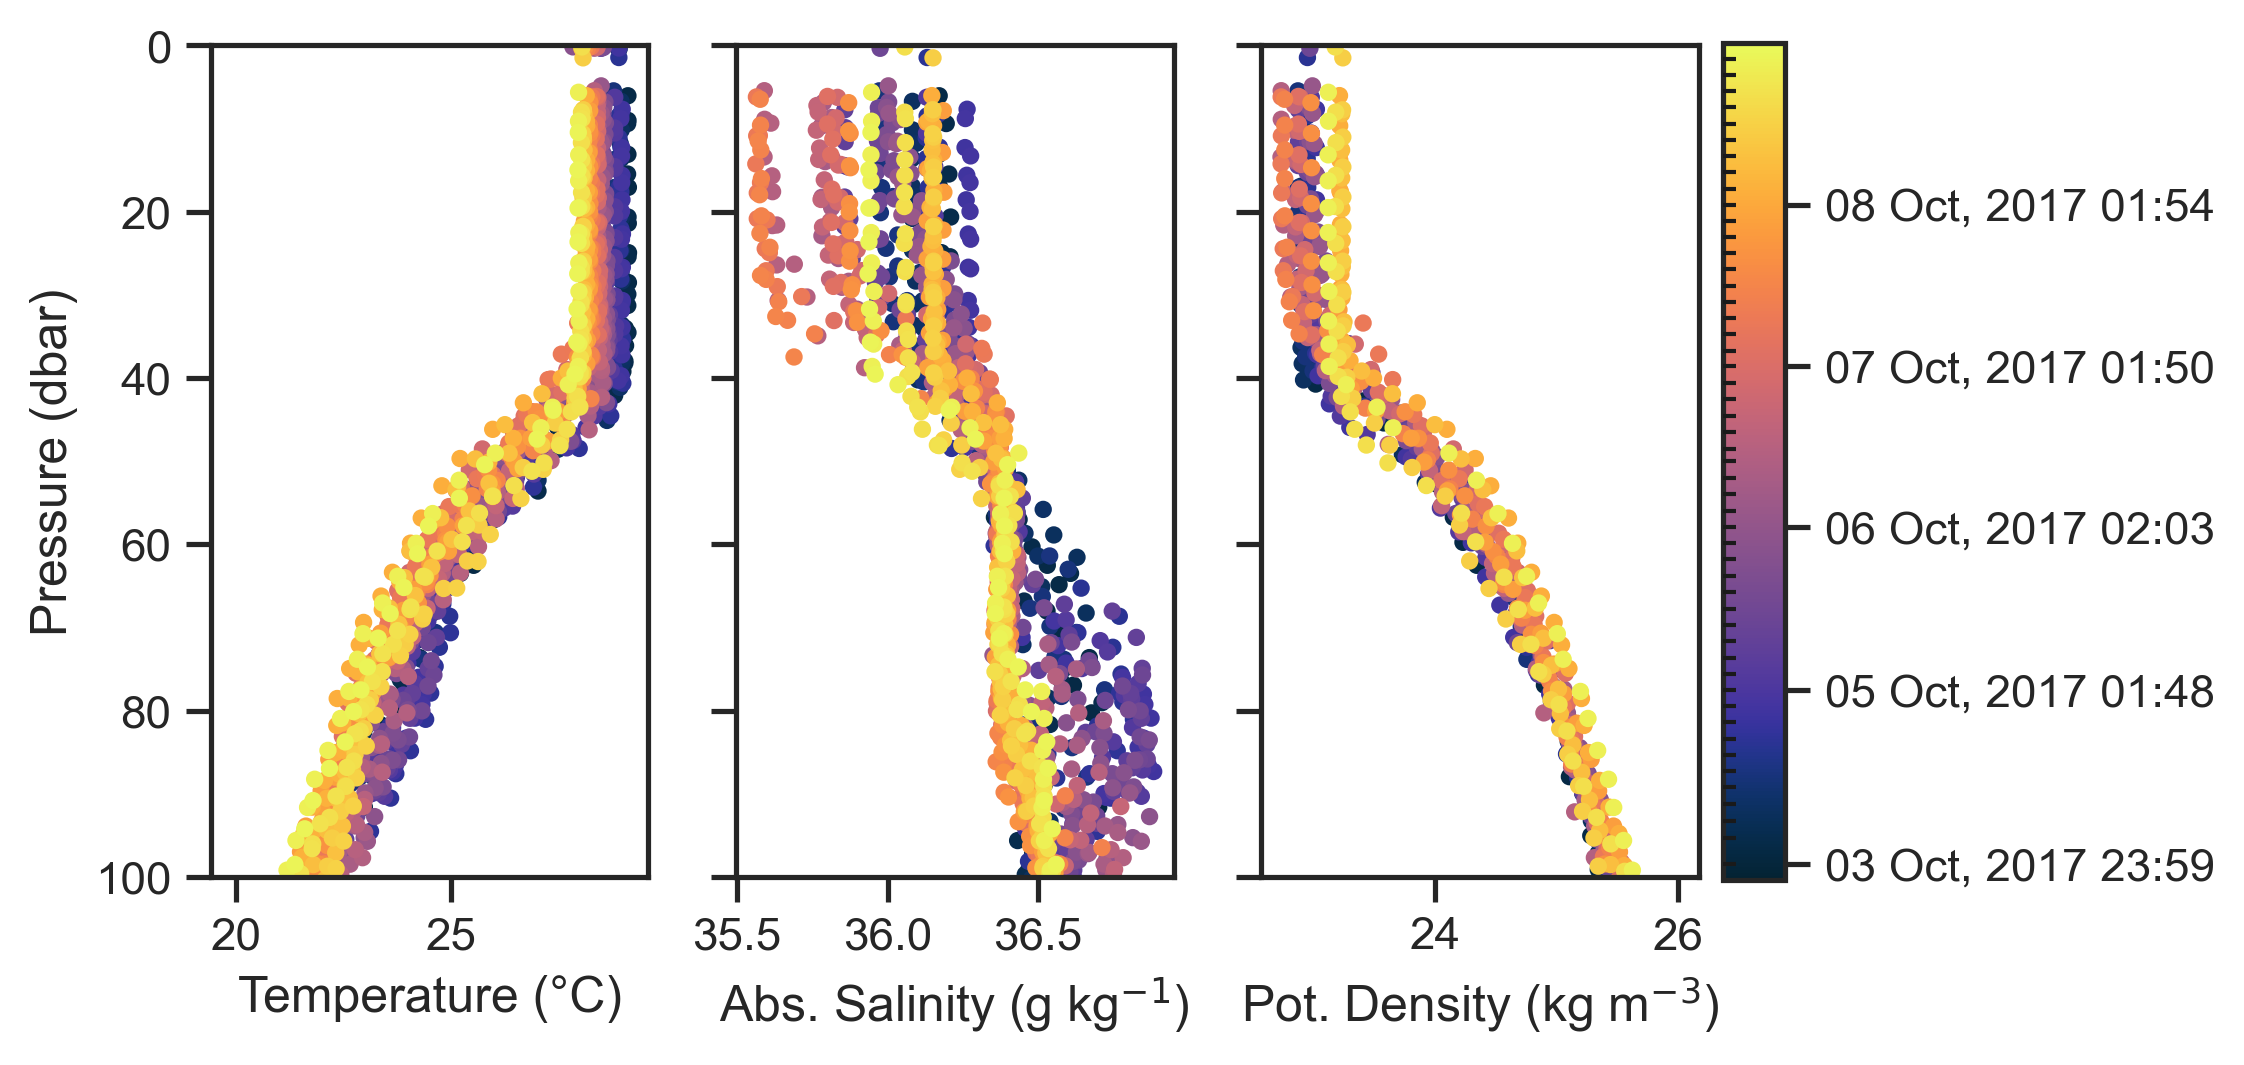 0
20
40
60
80
100
Pressure (dbar)
20 25
Temperature (°C)
35.5 36.0 36.5
Abs. Salinity (g kg⁻¹)
24 26
Pot. Density (kg m⁻³)
08 Oct, 2017 01:54
07 Oct, 2017 01:50
06 Oct, 2017 02:03
05 Oct, 2017 01:48
03 Oct, 2017 23:59